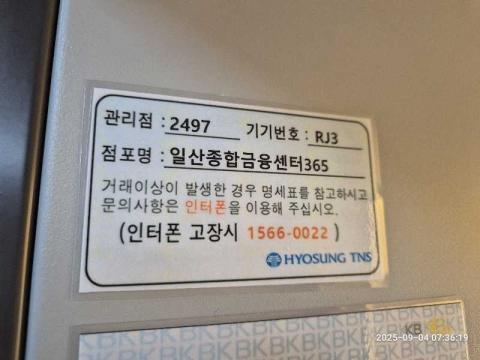 관리점 : 2497 기기번호 : RJ3
점포명 : 일산종합금융센터365
거래이상이 발생한 경우 명세표를 참고하시고
문의사항은 인터폰을 이용해 주십시오.
(인터폰 고장시 1566-0022 )
HYOSUNG TNS
KB
2025-09-04 07:36:19